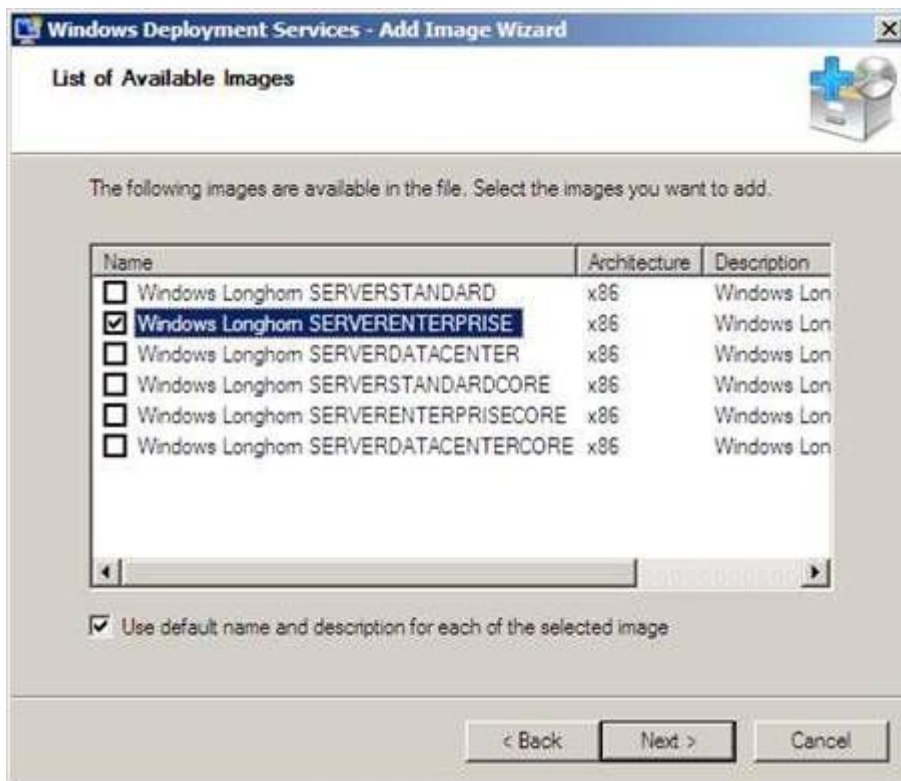 Windows Deployment Services - Add Image Wizard
List of Available Images
The following images are available in the file. Select the images you want to add.
Name Architecture Description
Windows Longhorn SERVERSTANDARD x86 Windows Lon
Windows Longhorn SERVERENTERPRISE x86 Windows Lon
Windows Longhorn SERVERDATACENTER x86 Windows Lon
Windows Longhorn SERVERSTANDARDCORE x86 Windows Lon
Windows Longhorn SERVERENTERPRISECORE x86 Windows Lon
Windows Longhorn SERVERDATACENTERCORE x86 Windows Lon
Use default name and description for each of the selected image
< Back Next > Cancel